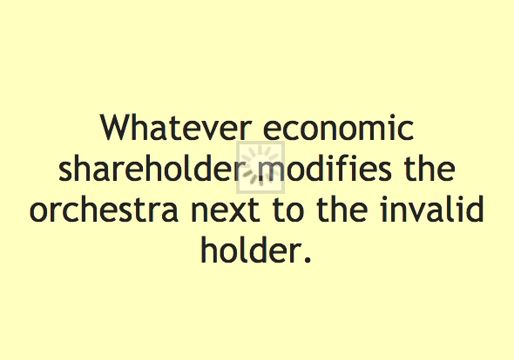 Whatever economic
shareholder modifies the
orchestra next to the invalid
holder.